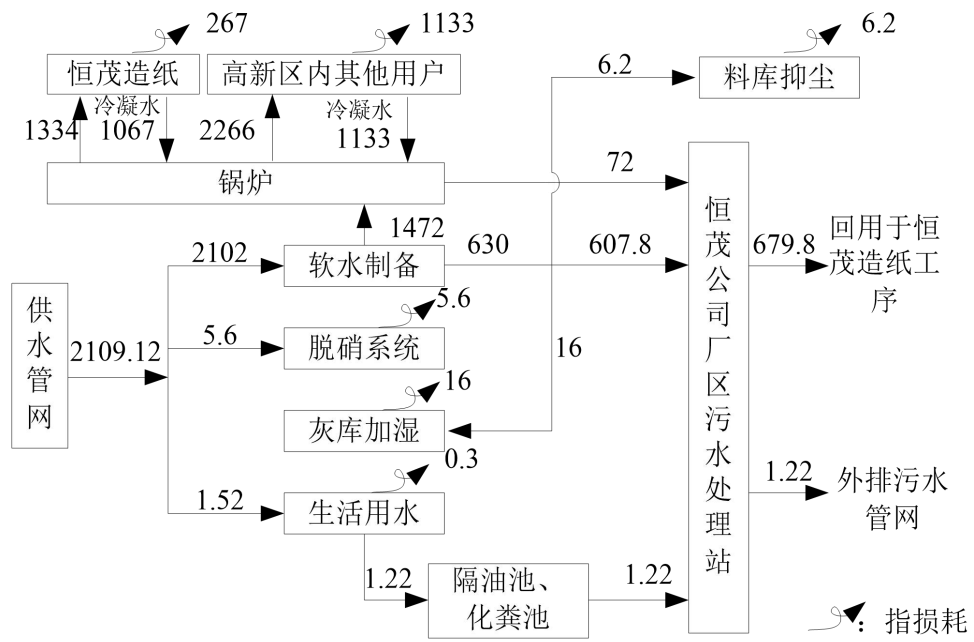 267
1133
6.2
恒茂造纸
高新区内其他用户
6.2
料库抑尘
冷凝水
冷凝水
1334
1067
2266
1133
锅炉
72
1472
2102
软水制备
630
607.8
679.8
回用于恒
茂造纸工
序
供水管网
2109.12
5.6
脱硝系统
5.6
16
恒茂公司厂区污水处理站
灰库加湿
16
0.3
1.52
生活用水
1.22
外排污水
管网
1.22
隔油池、
化粪池
1.22
：指损耗